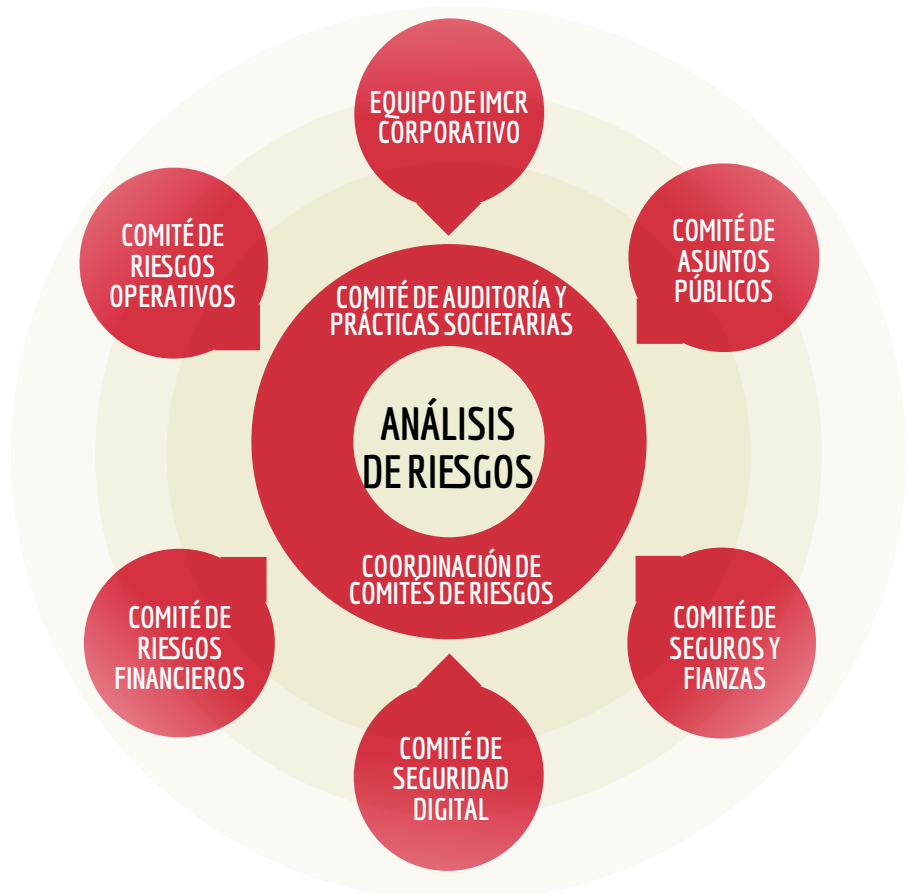 EQUIPO DE IMCR
CORPORATIVO
COMITÉ DE
RIESGOS
OPERATIVOS
COMITÉ DE
ASUNTOS
PÚBLICOS
COMITÉ DE AUDITORÍA Y
PRÁCTICAS SOCIETARIAS
ANÁLISIS
DE RIESGOS
COORDINACIÓN DE
COMITÉS DE RIESGOS
COMITÉ DE
RIESGOS
FINANCIEROS
COMITÉ DE
SEGUROS Y
FIANZAS
COMITÉ DE
SEGURIDAD
DIGITAL